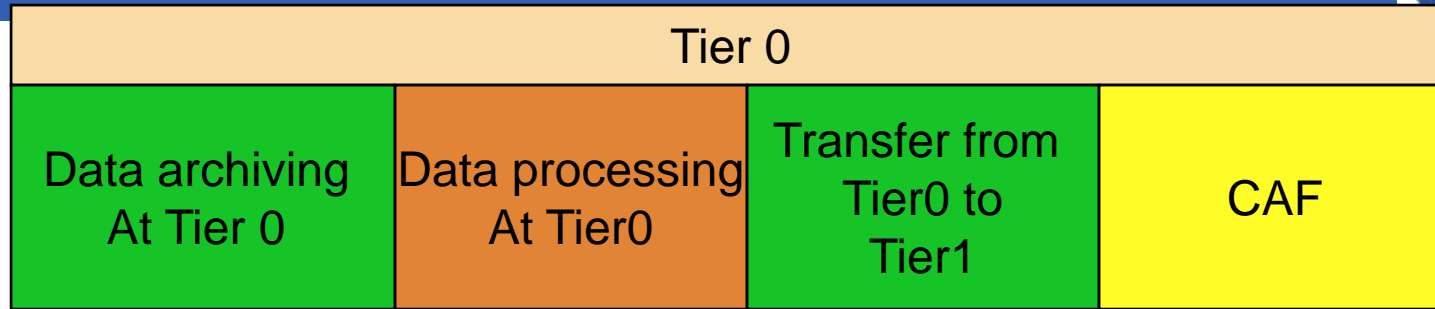 Tier 0
Data archiving
At Tier 0
Data processing
At Tier0
Transfer from
Tier0 to
Tier1
CAF